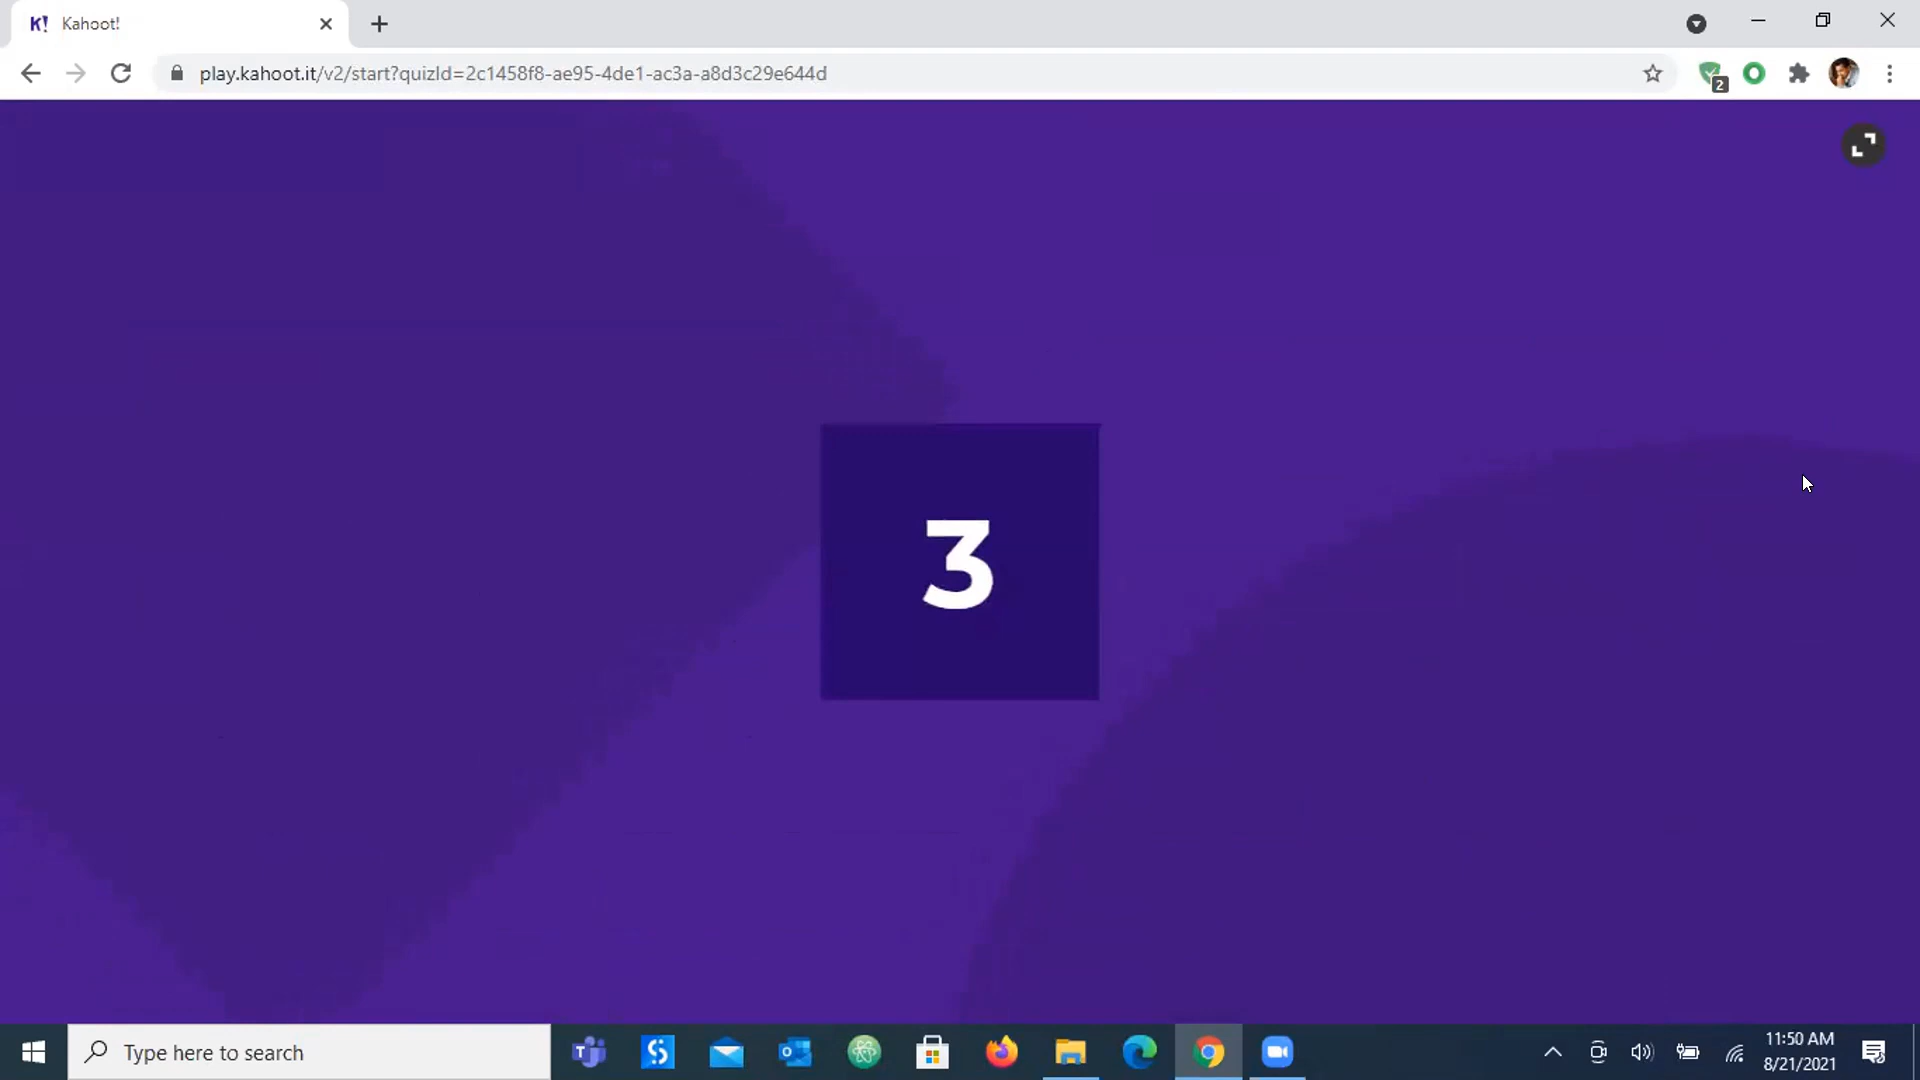 K! Kahoot!
play.kahoot.it/v2/start?quizId=2c1458f8-ae95-4de1-ac3a-a8d3c29e644d
2
3
Type here to search
11:50 AM
8/21/2021